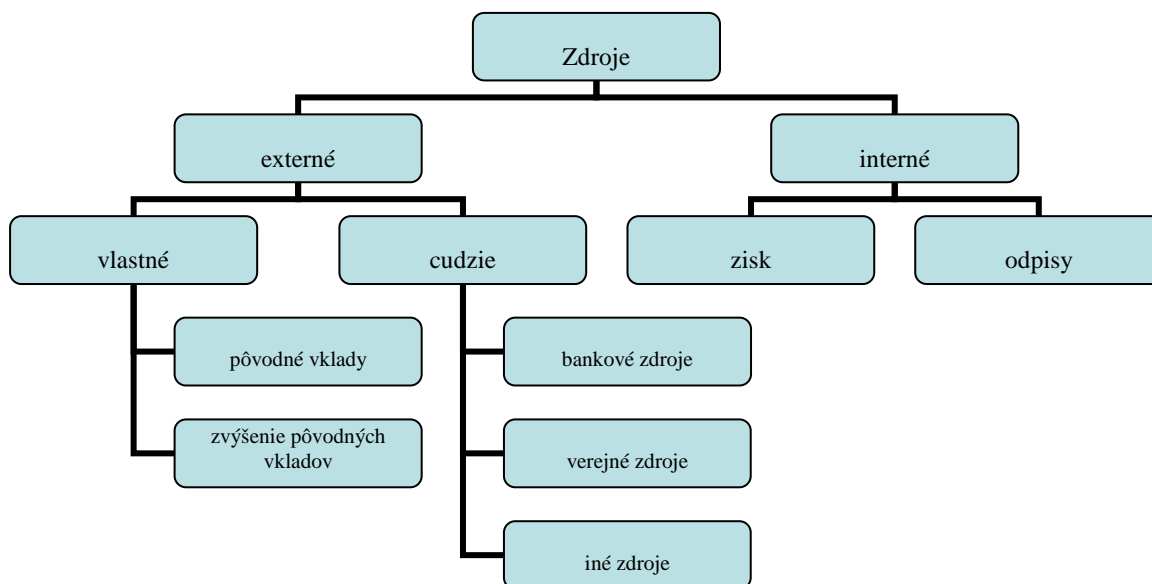 Zdroje
externé
interné
vlastné
cudzie
zisk
odpisy
pôvodné vklady
bankové zdroje
zvýšenie pôvodných
vkladov
verejné zdroje
iné zdroje